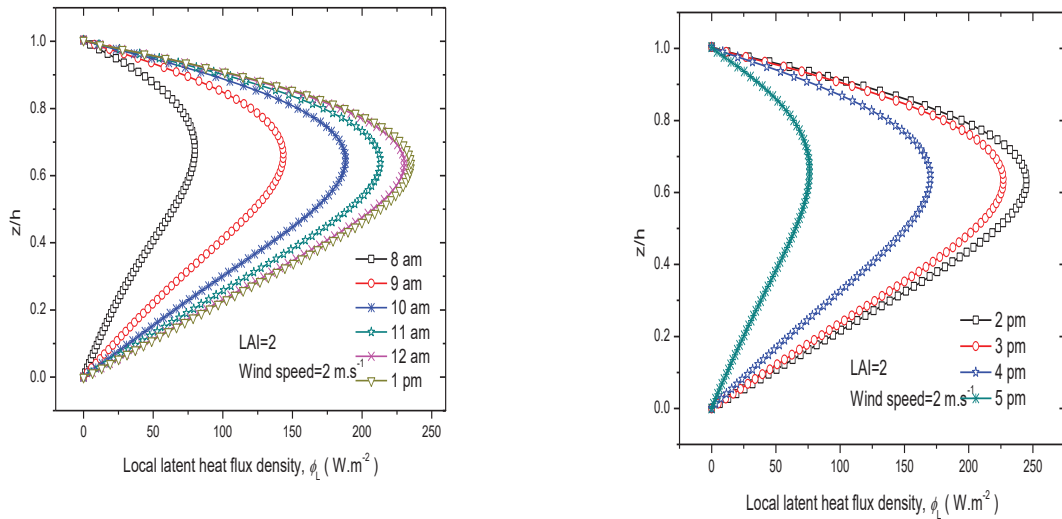 1.0
0.8
0.6
0.4
0.2
0.0
z/h
8 am
9 am
10 am
11 am
12 am
1 pm
LAI=2
Wind speed=2 m.s⁻¹
0 50 100 150 200 250
Local latent heat flux density, ϕL ( W.m⁻²)
1.0
0.8
0.6
0.4
0.2
0.0
z/h
2 pm
3 pm
4 pm
5 pm
LAI=2
Wind speed=2 m.s⁻¹
0 50 100 150 200 250
Local latent heat flux density, ϕL ( W.m⁻²)